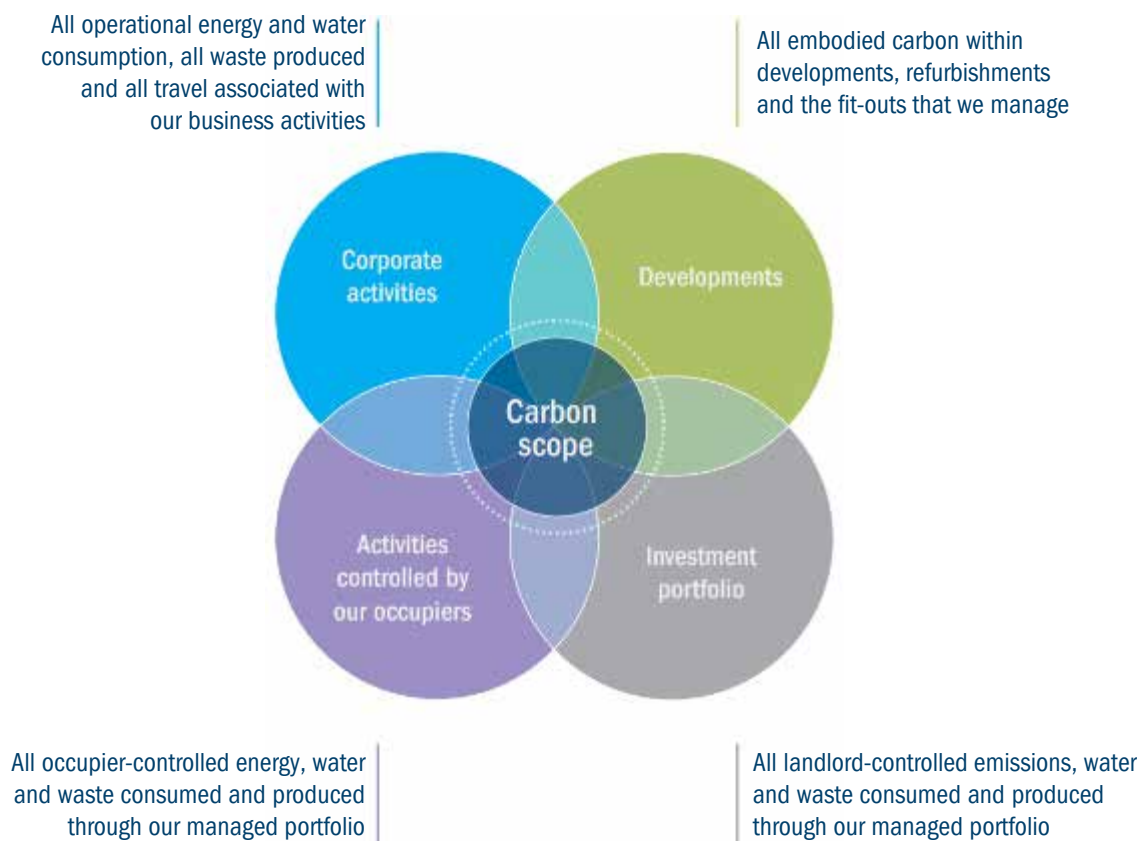 All operational energy and water
consumption, all waste produced
and all travel associated with
our business activities
All embodied carbon within
developments, refurbishments
and the fit-outs that we manage
Corporate
activities
Developments
Carbon
scope
Activities
controlled by
our occupiers
Investment
portfolio
All occupier-controlled energy, water
and waste consumed and produced
through our managed portfolio
All landlord-controlled emissions, water
and waste consumed and produced
through our managed portfolio